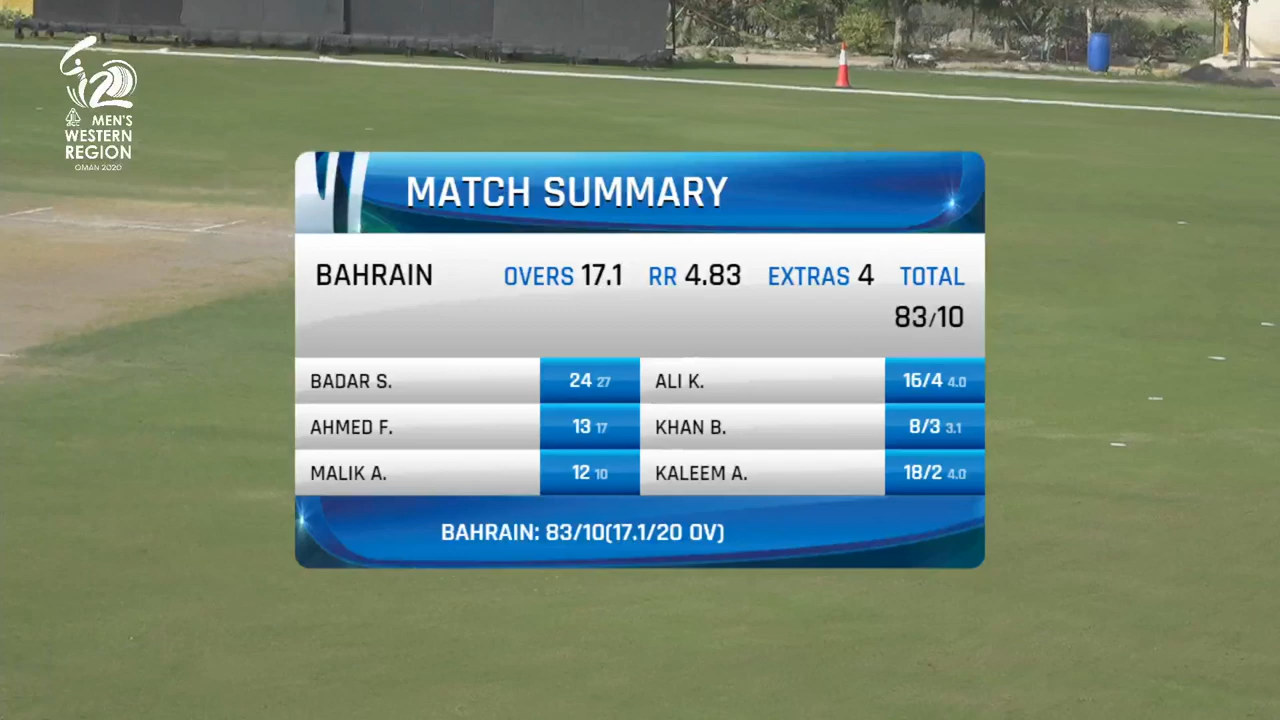 MEN'S
WESTERN
REGION
OMAN 2020
MATCH SUMMARY
BAHRAIN OVERS 17.1 RR 4.83 EXTRAS 4 TOTAL
83/10
BADAR S. 24 27 ALI K. 16/4 4.0
AHMED F. 13 17 KHAN B. 8/3 3.1
MALIK A. 12 10 KALEEM A. 18/2 4.0
BAHRAIN: 83/10(17.1/20 OV)